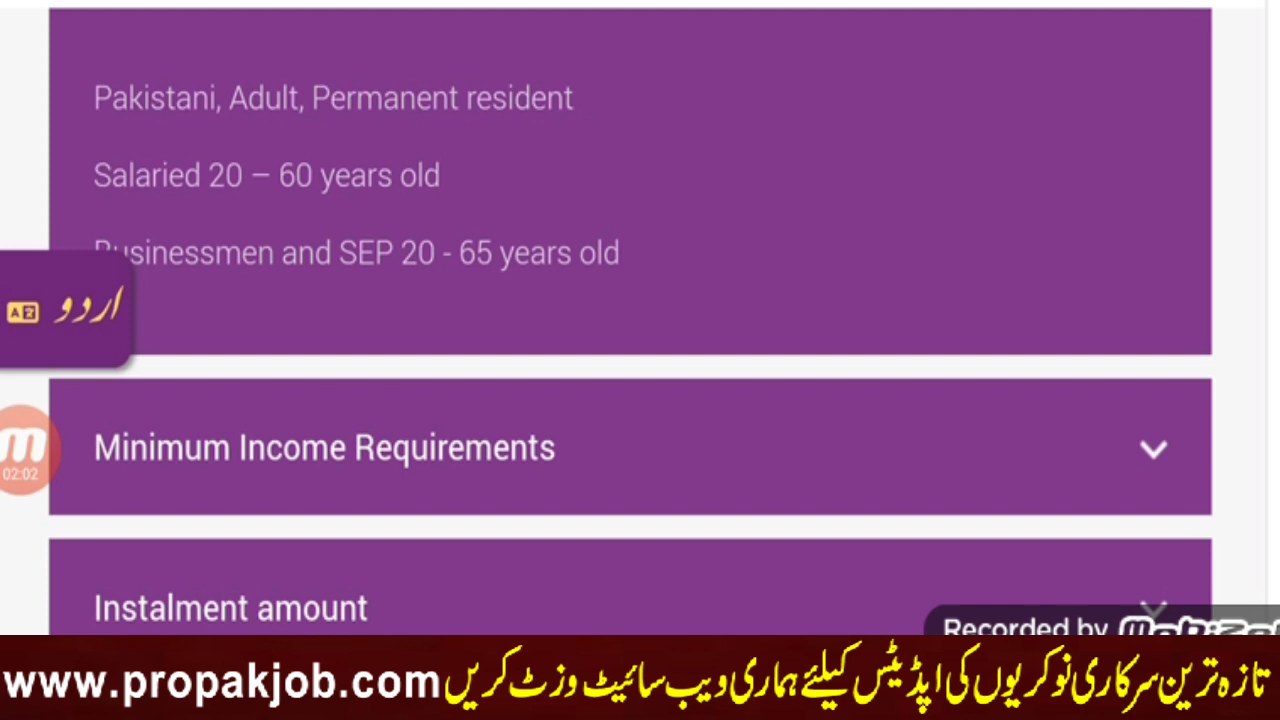 Pakistani, Adult, Permanent resident
Salaried 20 – 60 years old
Businessmen and SEP 20 - 65 years old
اردو
02:02
Minimum Income Requirements
Instalment amount
Recorded by mobizen
www.propakjob.com تازہ ترین سرکاری نوکریوں کی اپڈیٹس کیلئے ہماری ویب سائیٹ وزٹ کریں